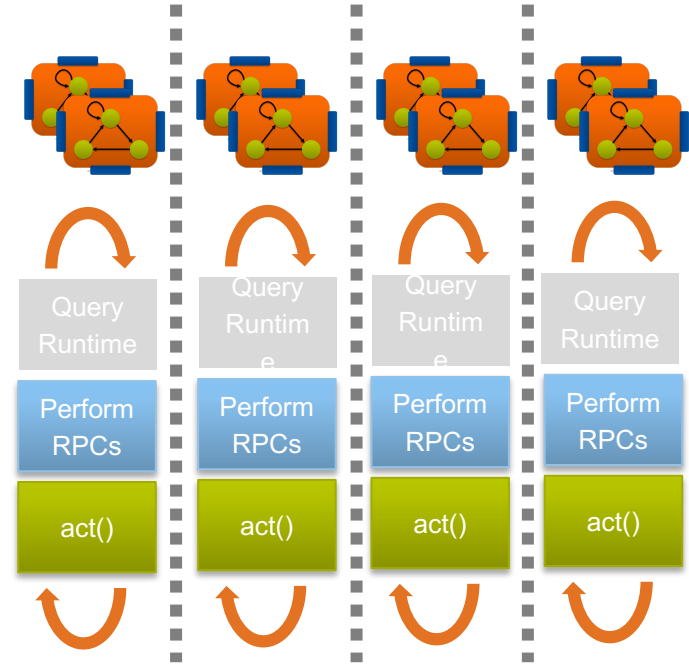 Query
Runtime
Perform
RPCs
act()
Query
Runtim
e
Perform
RPCs
act()
Query
Runtim
e
Perform
RPCs
act()
Query
Runtime
Perform
RPCs
act()